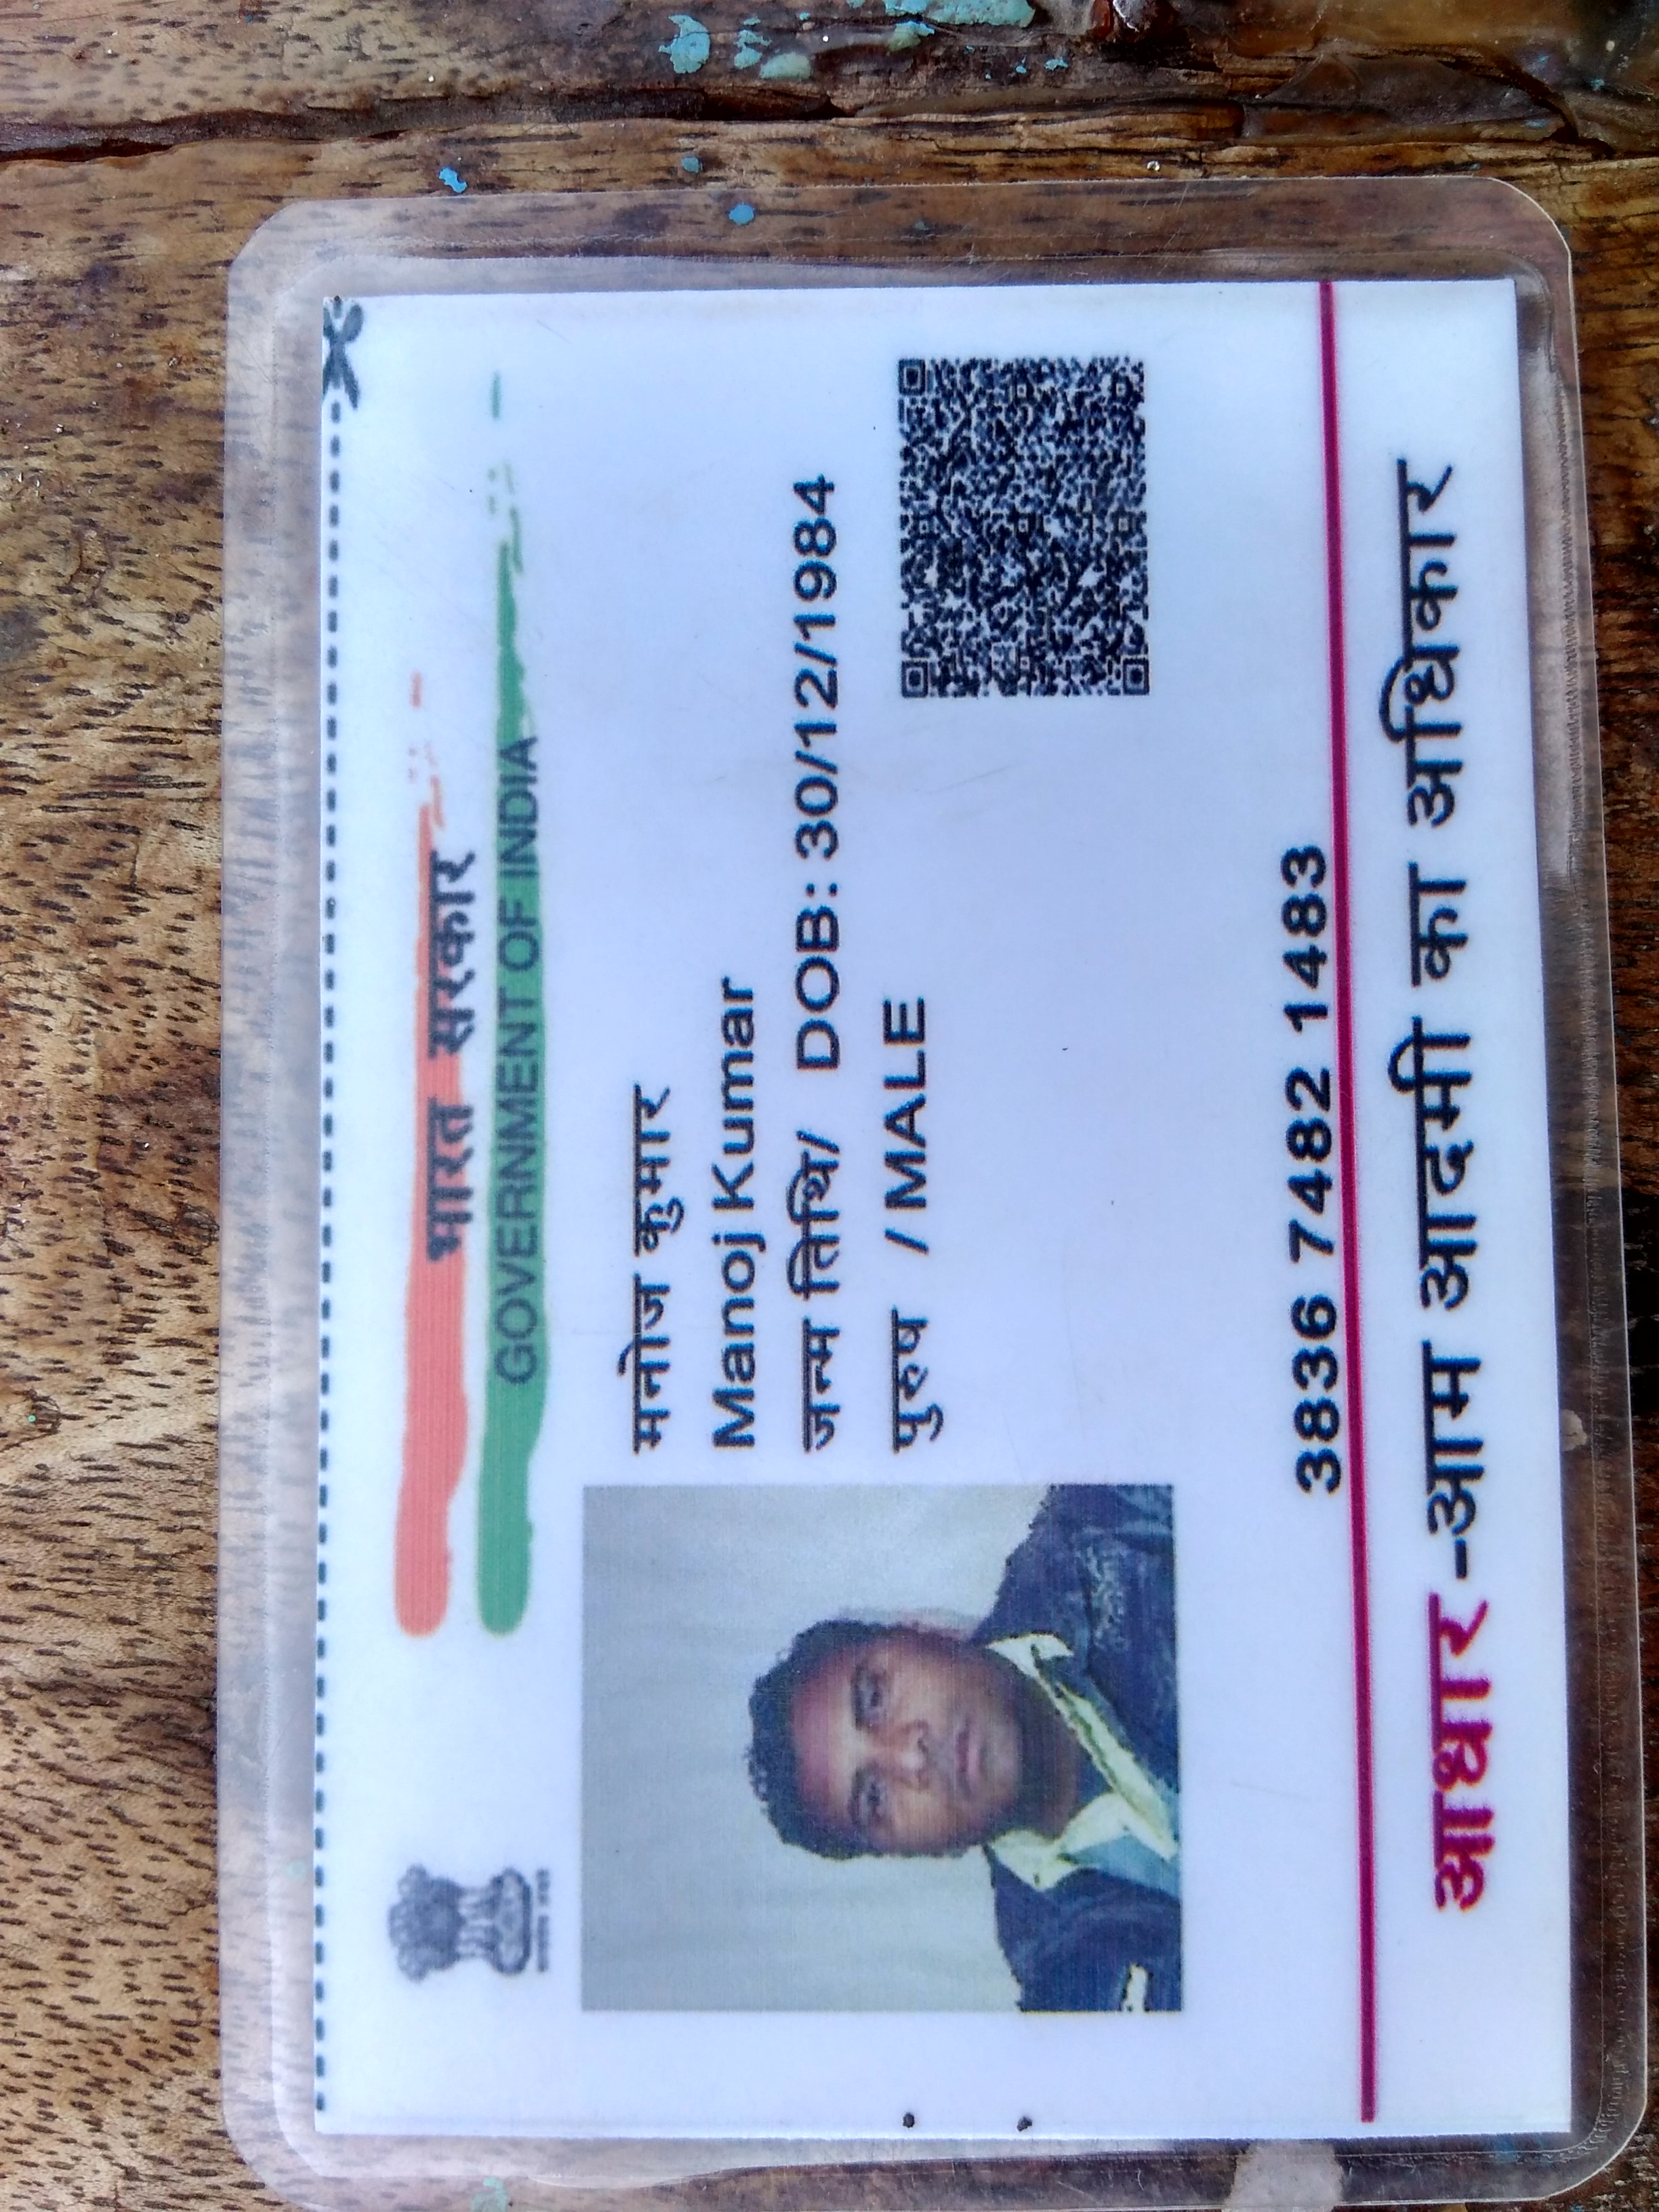 भारत सरकार
GOVERNMENT OF INDIA
मनोज कुमार
Manoj Kumar
जन्म तिथि/ DOB: 30/12/1984
पुरुष / MALE
3836 7482 1483
आधार -आम आदमी का अधिकार